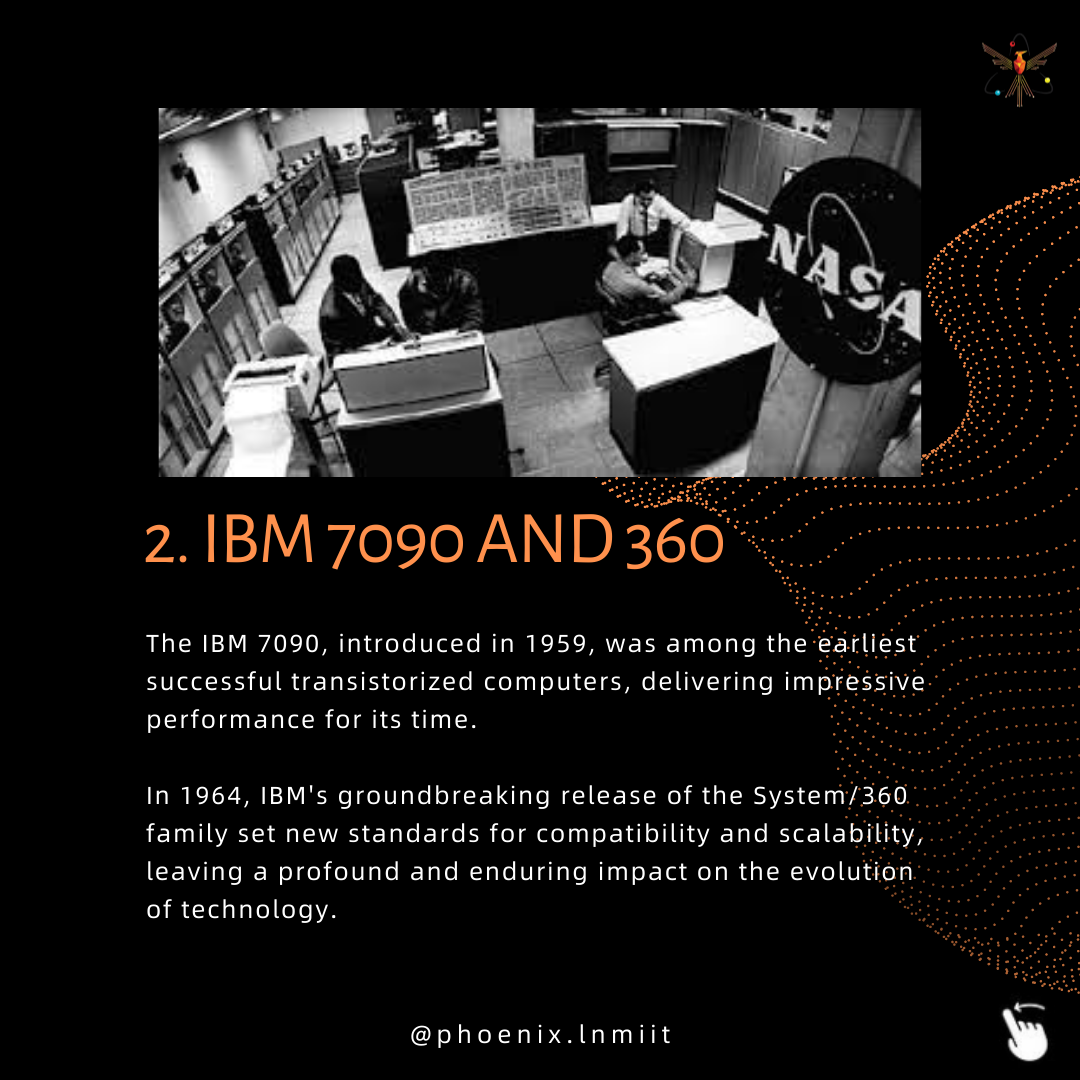 NASA
2. IBM 7090 AND 360
The IBM 7090, introduced in 1959, was among the earliest
successful transistorized computers, delivering impressive
performance for its time.
In 1964, IBM's groundbreaking release of the System/360
family set new standards for compatibility and scalability,
leaving a profound and enduring impact on the evolution
of technology.
@phoenix.lnmiit